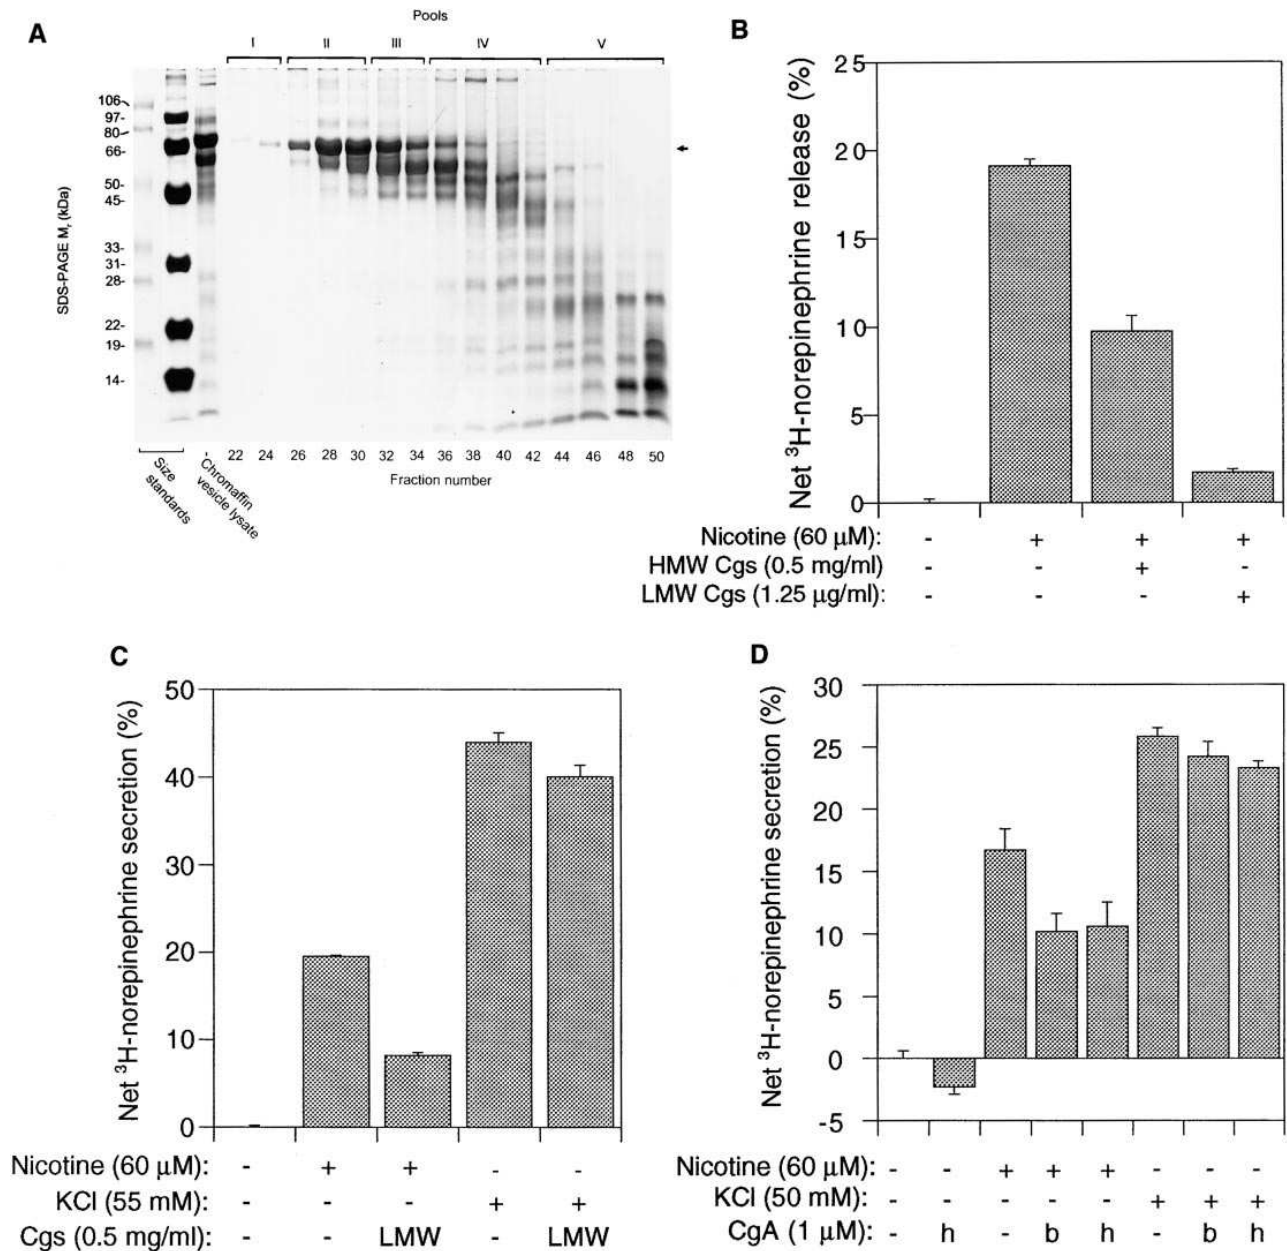 A
Pools
I II III IV V
SDS-PAGE Mr (kDa)
106-
97-
80-
66-
50-
45-
33-
31-
28-
22-
19-
14-
Size standards
Chromaffin vesicle lysate
22 24 26 28 30 32 34 36 38 40 42 44 46 48 50
Fraction number
B
Net ³H-norepinephrine release (%)
25
20
15
10
5
0
Nicotine (60 µM): - + + +
HMW Cgs (0.5 mg/ml) - - + -
LMW Cgs (1.25 µg/ml): - - - +
C
Net ³H-norepinephrine secretion (%)
50
40
30
20
10
0
Nicotine (60 µM): - + + - -
KCl (55 mM): - - - + +
Cgs (0.5 mg/ml): - - LMW - LMW
D
Net ³H-norepinephrine secretion (%)
30
25
20
15
10
5
0
-5
Nicotine (60 µM): - - + + + - - -
KCl (50 mM): - - - - - + + +
CgA (1 µM): - h - b h - b h